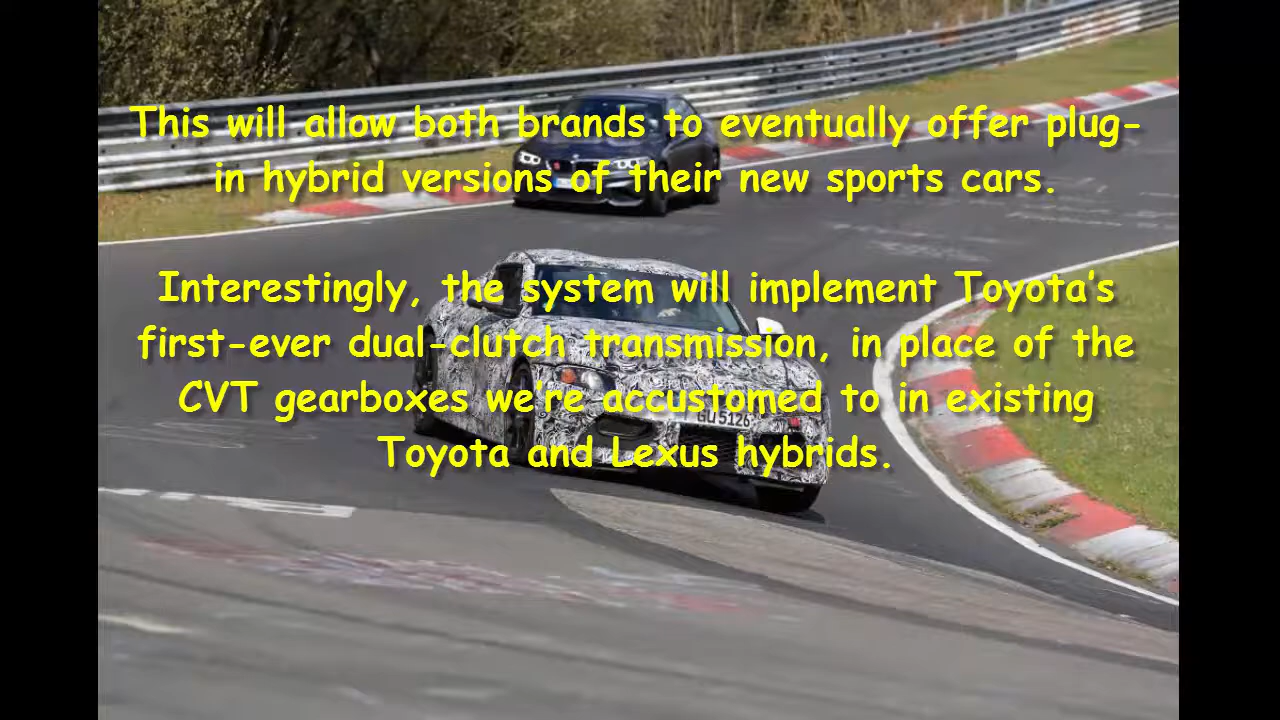 This will allow both brands to eventually offer plug-
in hybrid versions of their new sports cars.
Interestingly, the system will implement Toyota's
first-ever dual-clutch transmission, in place of the
CVT gearboxes we're accustomed to in existing
Toyota and Lexus hybrids.